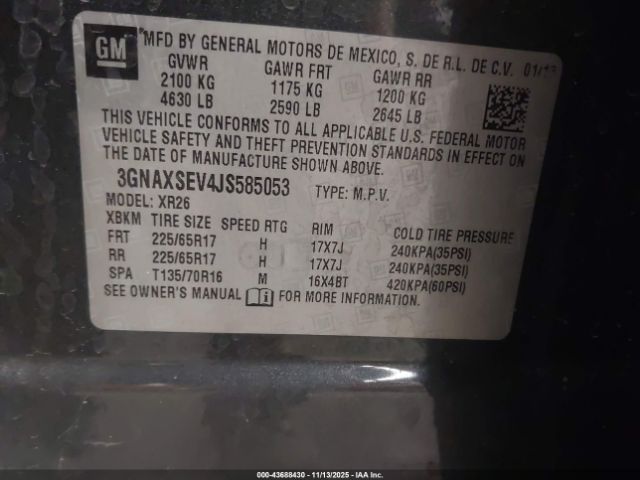 GM
MFD BY GENERAL MOTORS DE MEXICO, S. DE R.L. DE C.V. 01/
GVWR GAWR FRT GAWR RR
2100 KG 1175 KG 1200 KG
4630 LB 2590 LB 2645 LB
THIS VEHICLE CONFORMS TO ALL APPLICABLE U.S. FEDERAL MOTOR
VEHICLE SAFETY AND THEFT PREVENTION STANDARDS IN EFFECT ON
THE DATE OF MANUFACTURE SHOWN ABOVE.
3GNAXSEV4JS585053 TYPE: M.P.V.
MODEL: XR26
XBKM TIRE SIZE SPEED RTG RIM COLD TIRE PRESSURE
FRT 225/65R17 H 17X7J 240KPA(35PSI)
RR 225/65R17 H 17X7J 240KPA(35PSI)
SPA T135/70R16 M 16X4BT 420KPA(60PSI)
SEE OWNER'S MANUAL FOR MORE INFORMATION.
000-43688430 - 11/13/2025 - IAA Inc.